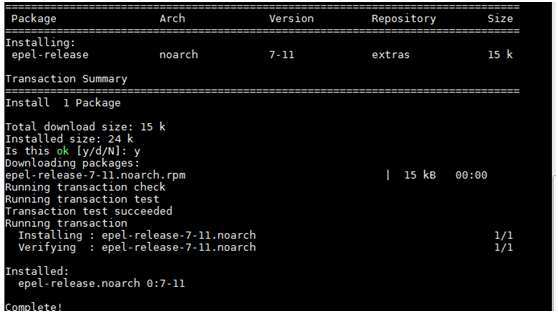 ================================================================================
 Package                Arch              Version             Repository        Size
================================================================================
Installing:
 epel-release           noarch            7-11                extras            15 k

Transaction Summary
================================================================================
Install  1 Package

Total download size: 15 k
Installed size: 24 k
Is this ok [y/d/N]: y
Downloading packages:
epel-release-7-11.noarch.rpm                                |  15 kB   00:00
Running transaction check
Running transaction test
Transaction test succeeded
Running transaction
  Installing : epel-release-7-11.noarch                                         1/1
  Verifying  : epel-release-7-11.noarch                                         1/1

Installed:
  epel-release.noarch 0:7-11

Complete!